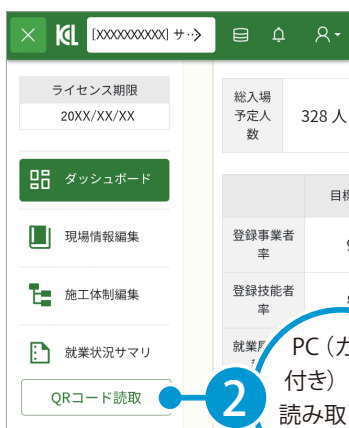 KCL [XXXXXXXXXX] サ…
ライセンス期限
20XX/XX/XX
ダッシュボード
現場情報編集
施工体制編集
就業状況サマリ
QRコード読取
総入場
予定人
数
328 人
目標
登録事業者
率
登録技能者
率
就業
2
PC（カ
付き）
読み取